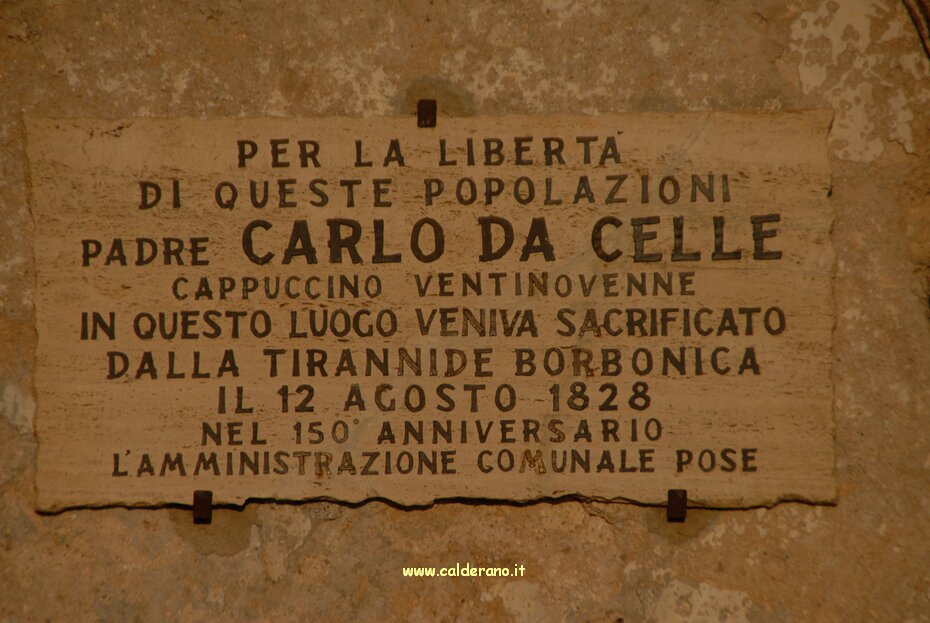 PER LA LIBERTA
DI QUESTE POPOLAZIONI
PADRE CARLO DA CELLE
CAPPUCCINO VENTINOVENNE
IN QUESTO LUOGO VENIVA SACRIFICATO
DALLA TIRANNIDE BORBONICA
IL 12 AGOSTO 1828
NEL 150° ANNIVERSARIO
L'AMMINISTRAZIONE COMUNALE POSE
www.calderano.it